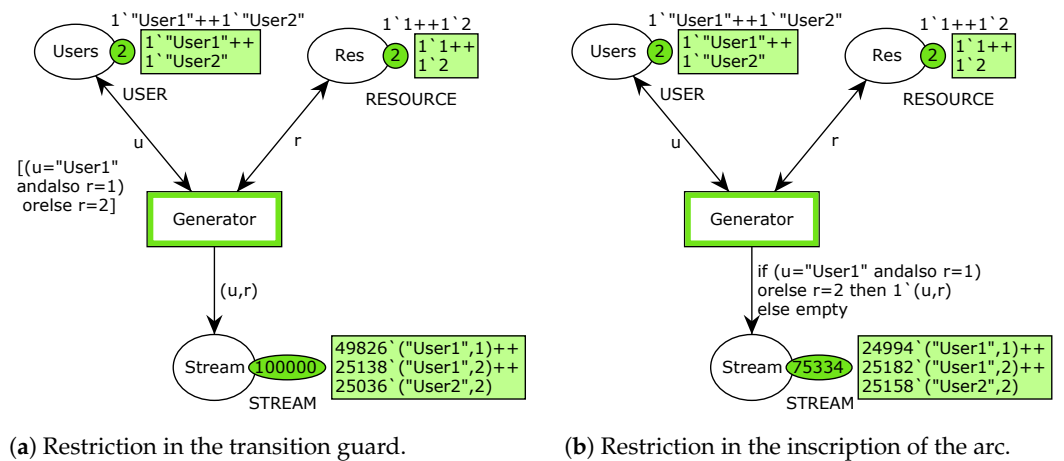 1`"User1"++1`"User2"
Users
2
1`"User1"++
1`"User2"
USER
1`1++1`2
Res
2
1`1++
1`2
RESOURCE
u
r
[(u="User1"
andalso r=1)
orelse r=2]
Generator
(u,r)
Stream
100000
49826`("User1",1)++
25138`("User1",2)++
25036`("User2",2)
STREAM
(a) Restriction in the transition guard.
1`"User1"++1`"User2"
Users
2
1`"User1"++
1`"User2"
USER
1`1++1`2
Res
2
1`1++
1`2
RESOURCE
u
r
Generator
if (u="User1" andalso r=1)
orelse r=2 then 1`(u,r)
else empty
Stream
75334
24994`("User1",1)++
25182`("User1",2)++
25158`("User2",2)
STREAM
(b) Restriction in the inscription of the arc.